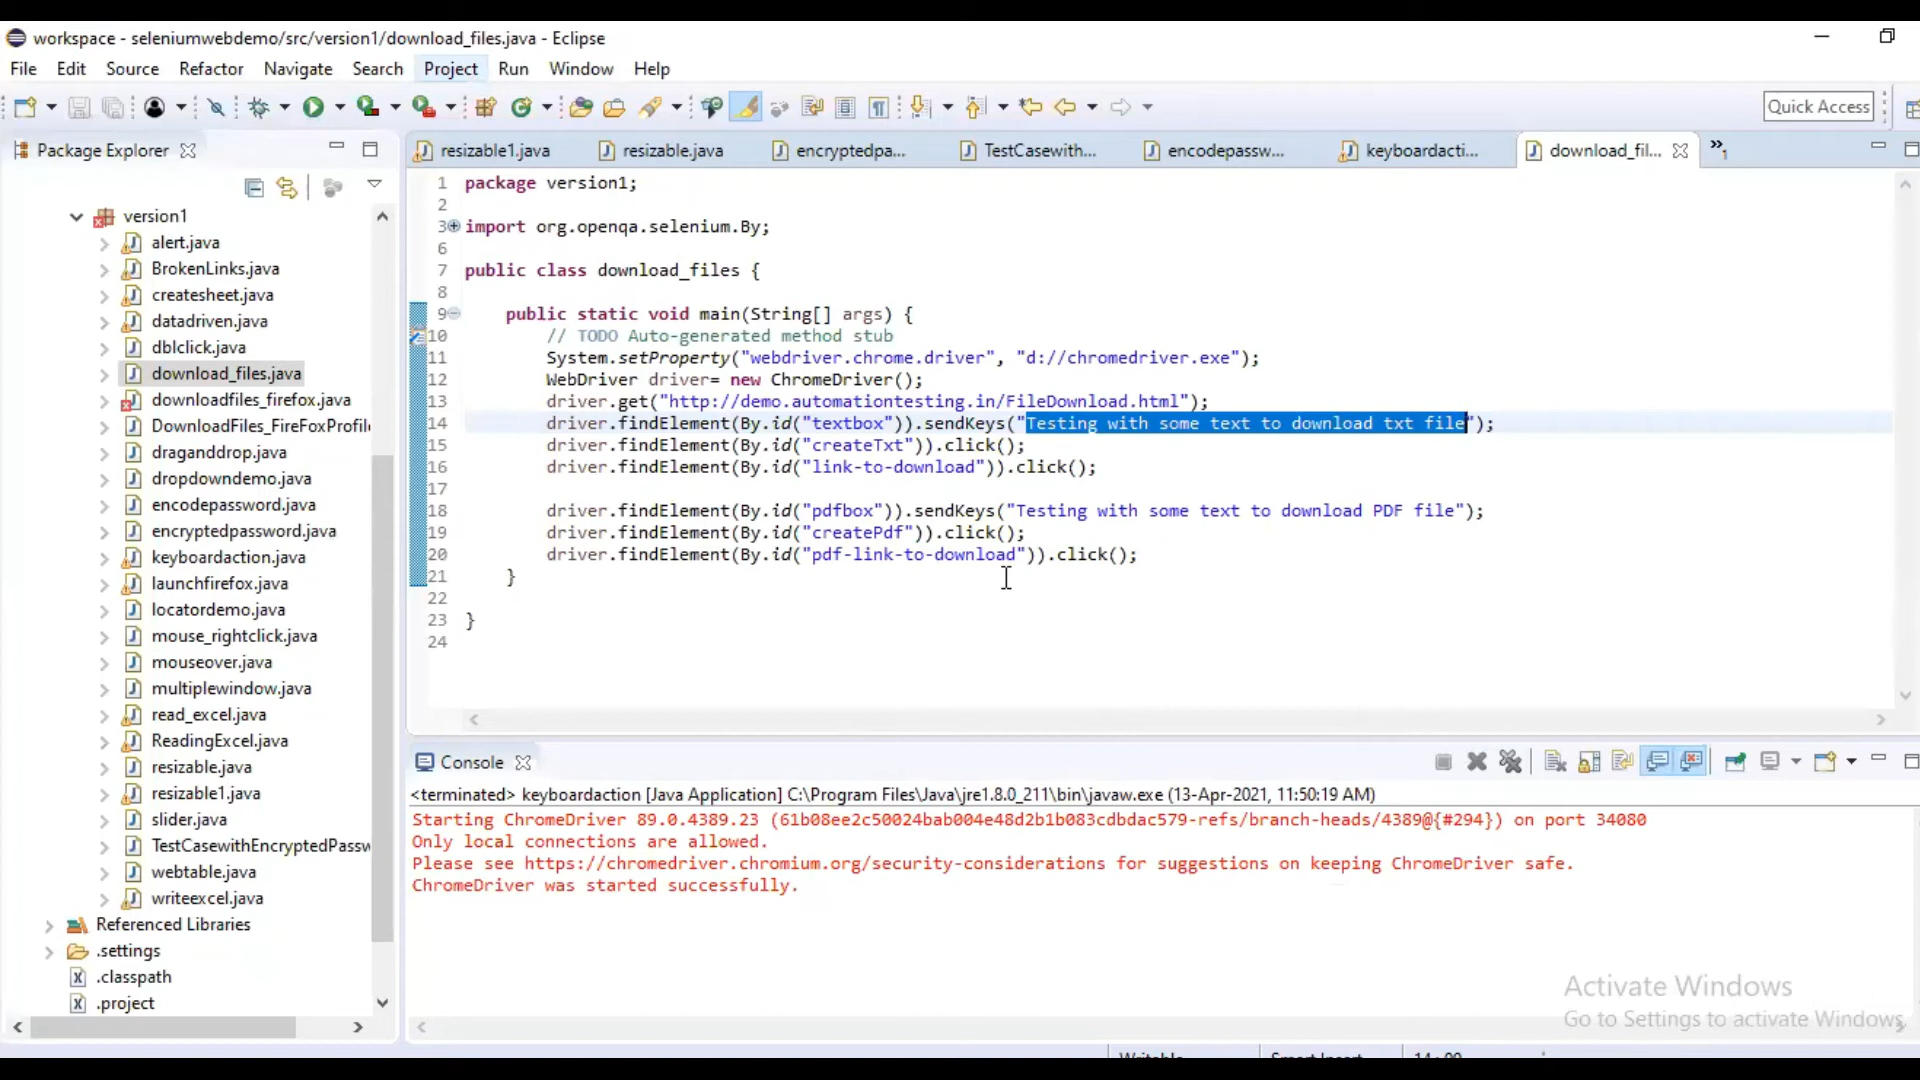 workspace - seleniumwebdemo/src/version1/download_files.java - Eclipse
File Edit Source Refactor Navigate Search Project Run Window Help
Quick Access
Package Explorer
resizable1.java resizable.java encryptedpa... TestCasewith... encodepassw... keyboardacti... download_fil... »1
version1
alert.java
BrokenLinks.java
createsheet.java
datadriven.java
dblclick.java
download_files.java
downloadfiles_firefox.java
DownloadFiles_FireFoxProfil
draganddrop.java
dropdowndemo.java
encodepassword.java
encryptedpassword.java
keyboardaction.java
launchfirefox.java
locatordemo.java
mouse_rightclick.java
mouseover.java
multiplewindow.java
read_excel.java
ReadingExcel.java
resizable.java
resizable1.java
slider.java
TestCasewithEncryptedPassw
webtable.java
writeexcel.java
Referenced Libraries
.settings
.classpath
.project
1 package version1;
2
3 import org.openqa.selenium.By;
6
7 public class download_files {
8
9 public static void main(String[] args) {
10 // TODO Auto-generated method stub
11 System.setProperty("webdriver.chrome.driver", "d://chromedriver.exe");
12 WebDriver driver= new ChromeDriver();
13 driver.get("http://demo.automationtesting.in/FileDownload.html");
14 driver.findElement(By.id("textbox")).sendKeys("Testing with some text to download txt file");
15 driver.findElement(By.id("createTxt")).click();
16 driver.findElement(By.id("link-to-download")).click();
17
18 driver.findElement(By.id("pdfbox")).sendKeys("Testing with some text to download PDF file");
19 driver.findElement(By.id("createPdf")).click();
20 driver.findElement(By.id("pdf-link-to-download")).click();
21 }
22
23 }
24
Console
<terminated> keyboardaction [Java Application] C:\Program Files\Java\jre1.8.0_211\bin\javaw.exe (13-Apr-2021, 11:50:19 AM)
Starting ChromeDriver 89.0.4389.23 (61b08ee2c50024bab004e48d2b1b083cdbdac579-refs/branch-heads/4389@{#294}) on port 34080
Only local connections are allowed.
Please see https://chromedriver.chromium.org/security-considerations for suggestions on keeping ChromeDriver safe.
ChromeDriver was started successfully.
Activate Windows
Go to Settings to activate Windows.